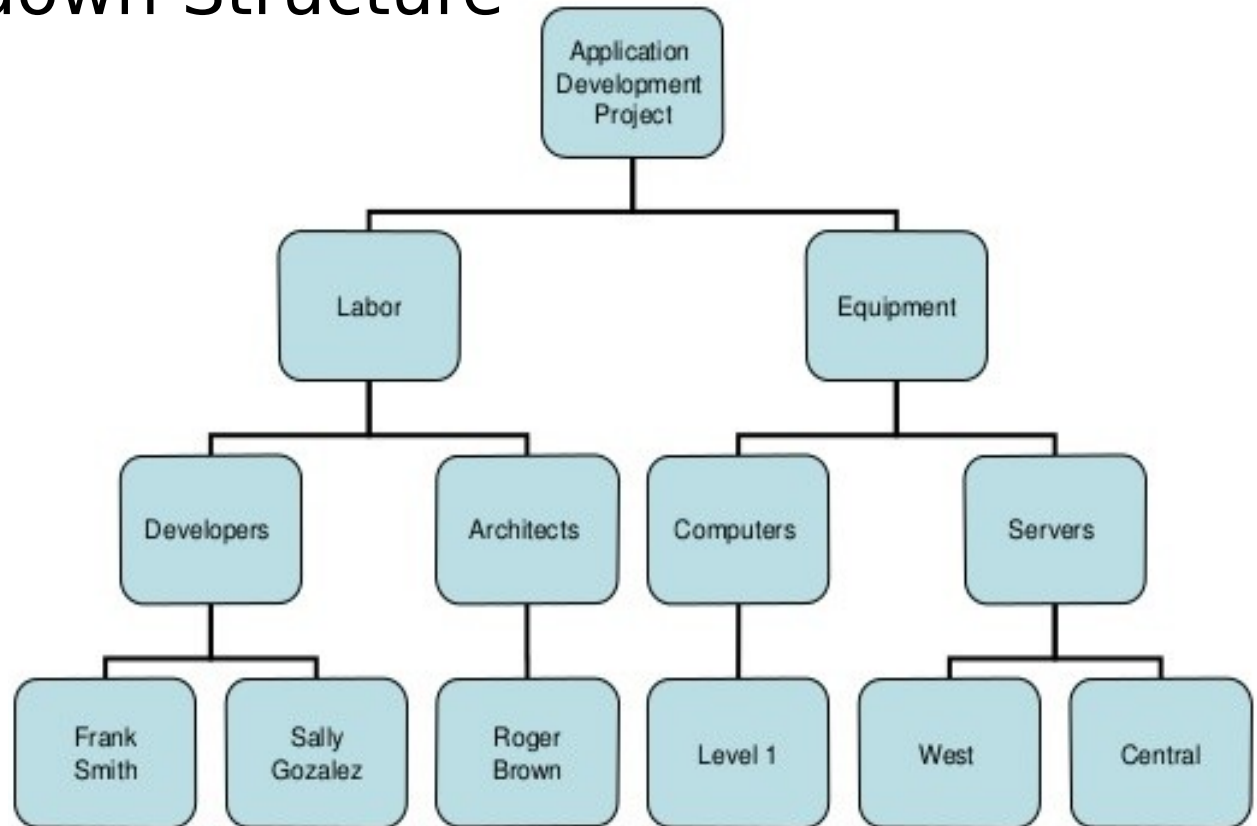 down Structure
Application
Development
Project
Labor
Equipment
Developers
Architects
Computers
Servers
Frank
Smith
Sally
Gozalez
Roger
Brown
Level 1
West
Central